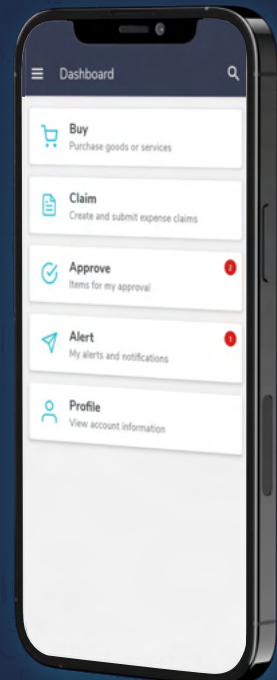 Dashboard
Buy
Purchase goods or services
Claim
Create and submit expense claims
Approve
Items for my approval
2
Alert
My alerts and notifications
1
Profile
View account information